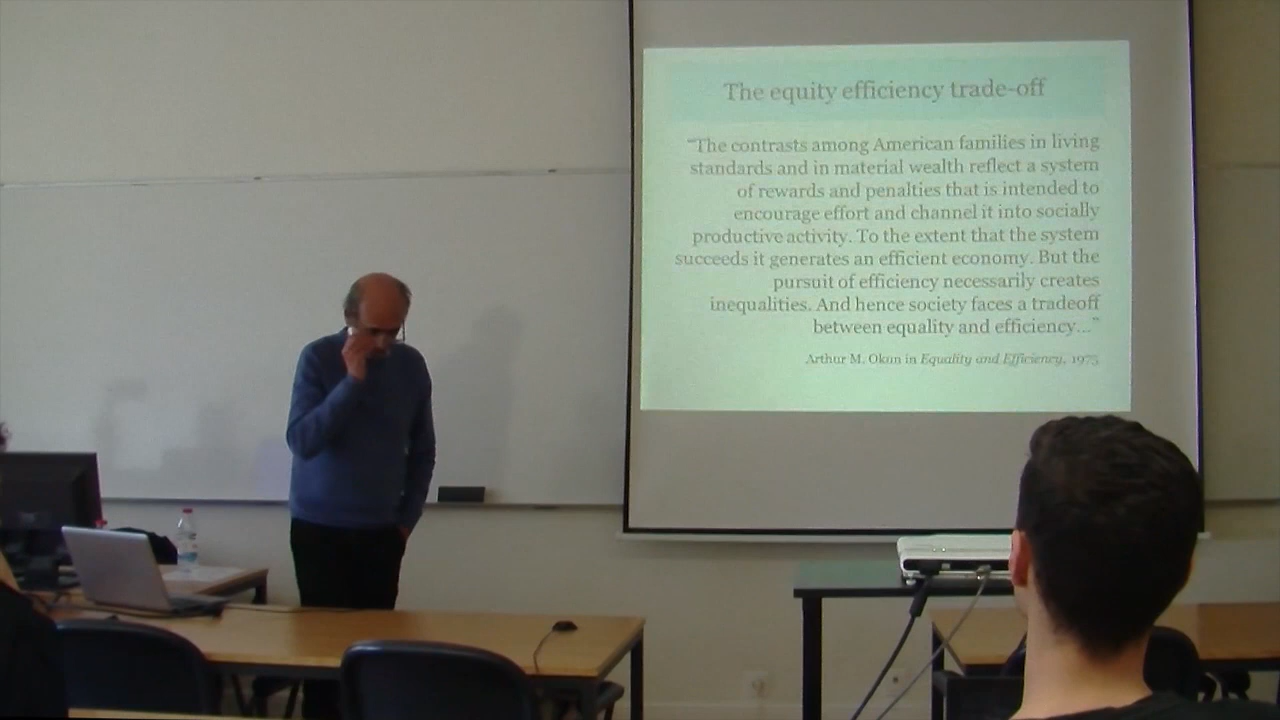 The equity efficiency trade-off
"The contrasts among American families in living
standards and in material wealth reflect a system
of rewards and penalties that is intended to
encourage effort and channel it into socially
productive activity. To the extent that the system
succeeds it generates an efficient economy. But the
pursuit of efficiency necessarily creates
inequalities. And hence society faces a tradeoff
between equality and efficiency..."
Arthur M. Okun in Equality and Efficiency, 1975